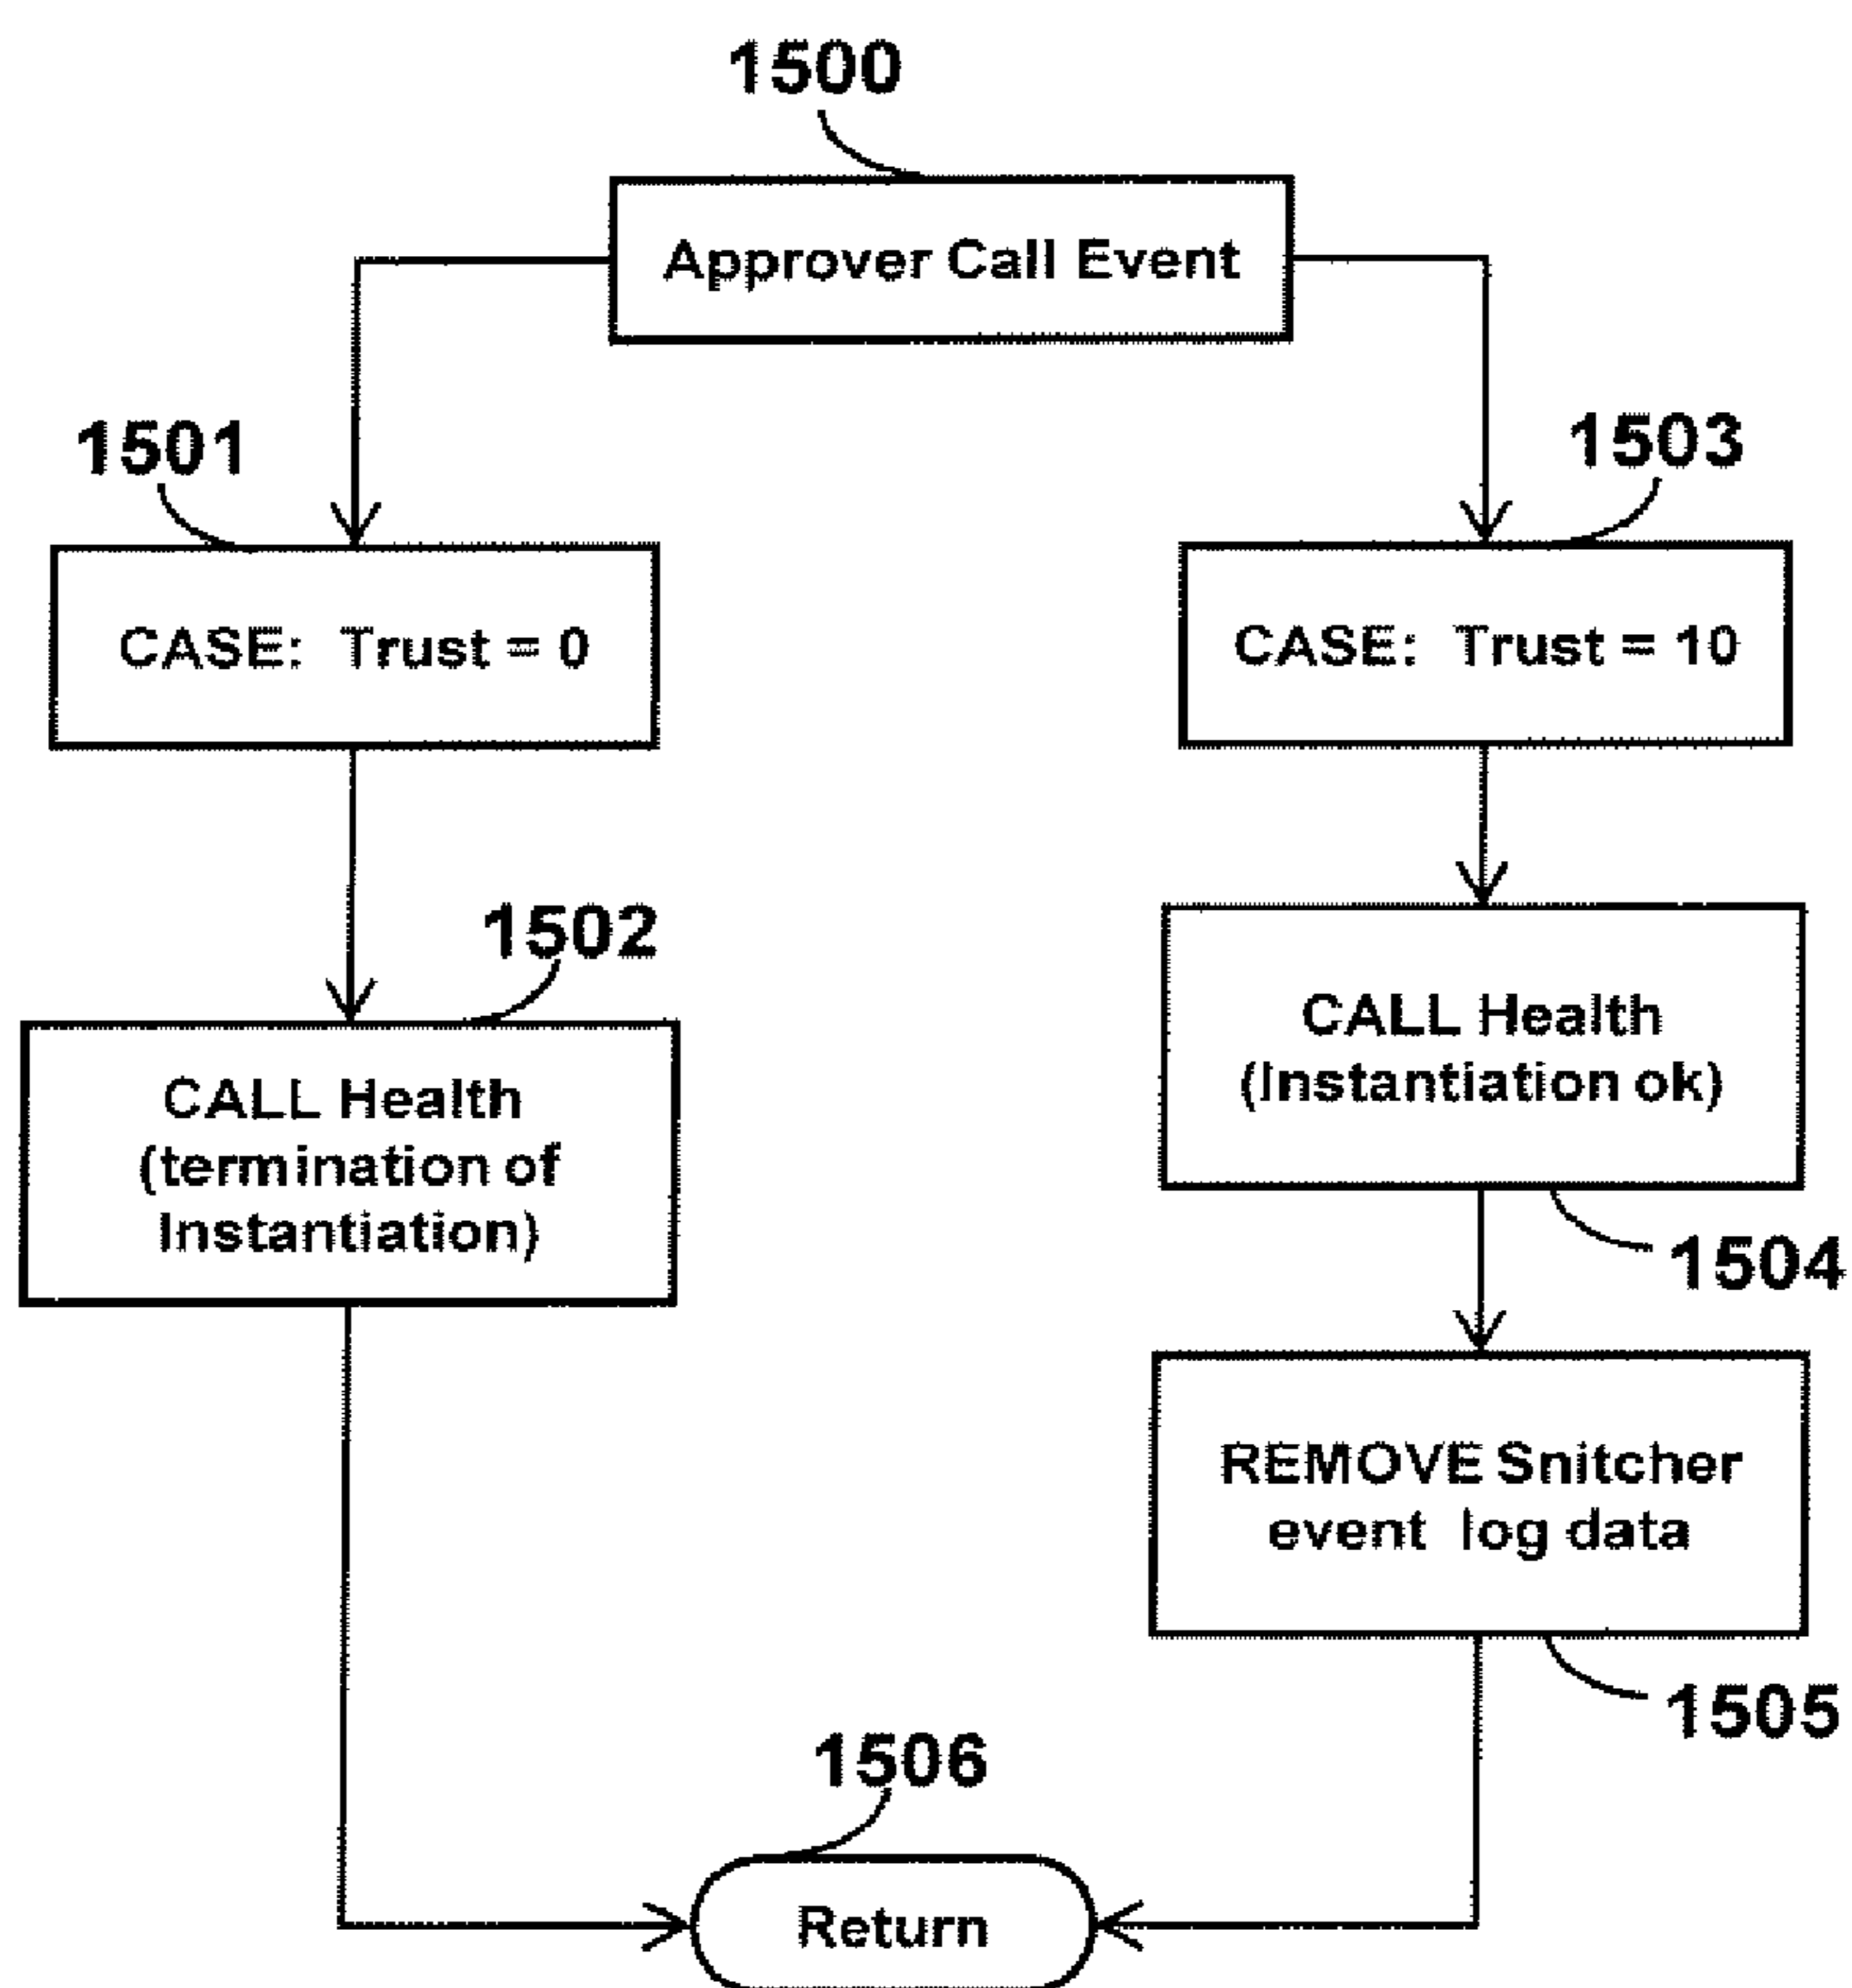 1500
Approver Call Event
1501
1503
CASE: Trust = 0
CASE: Trust = 10
1502
CALL Health
(termination of
Instantiation)
CALL Health
(Instantiation ok)
1504
REMOVE Snitcher
event log data
1505
1506
Return